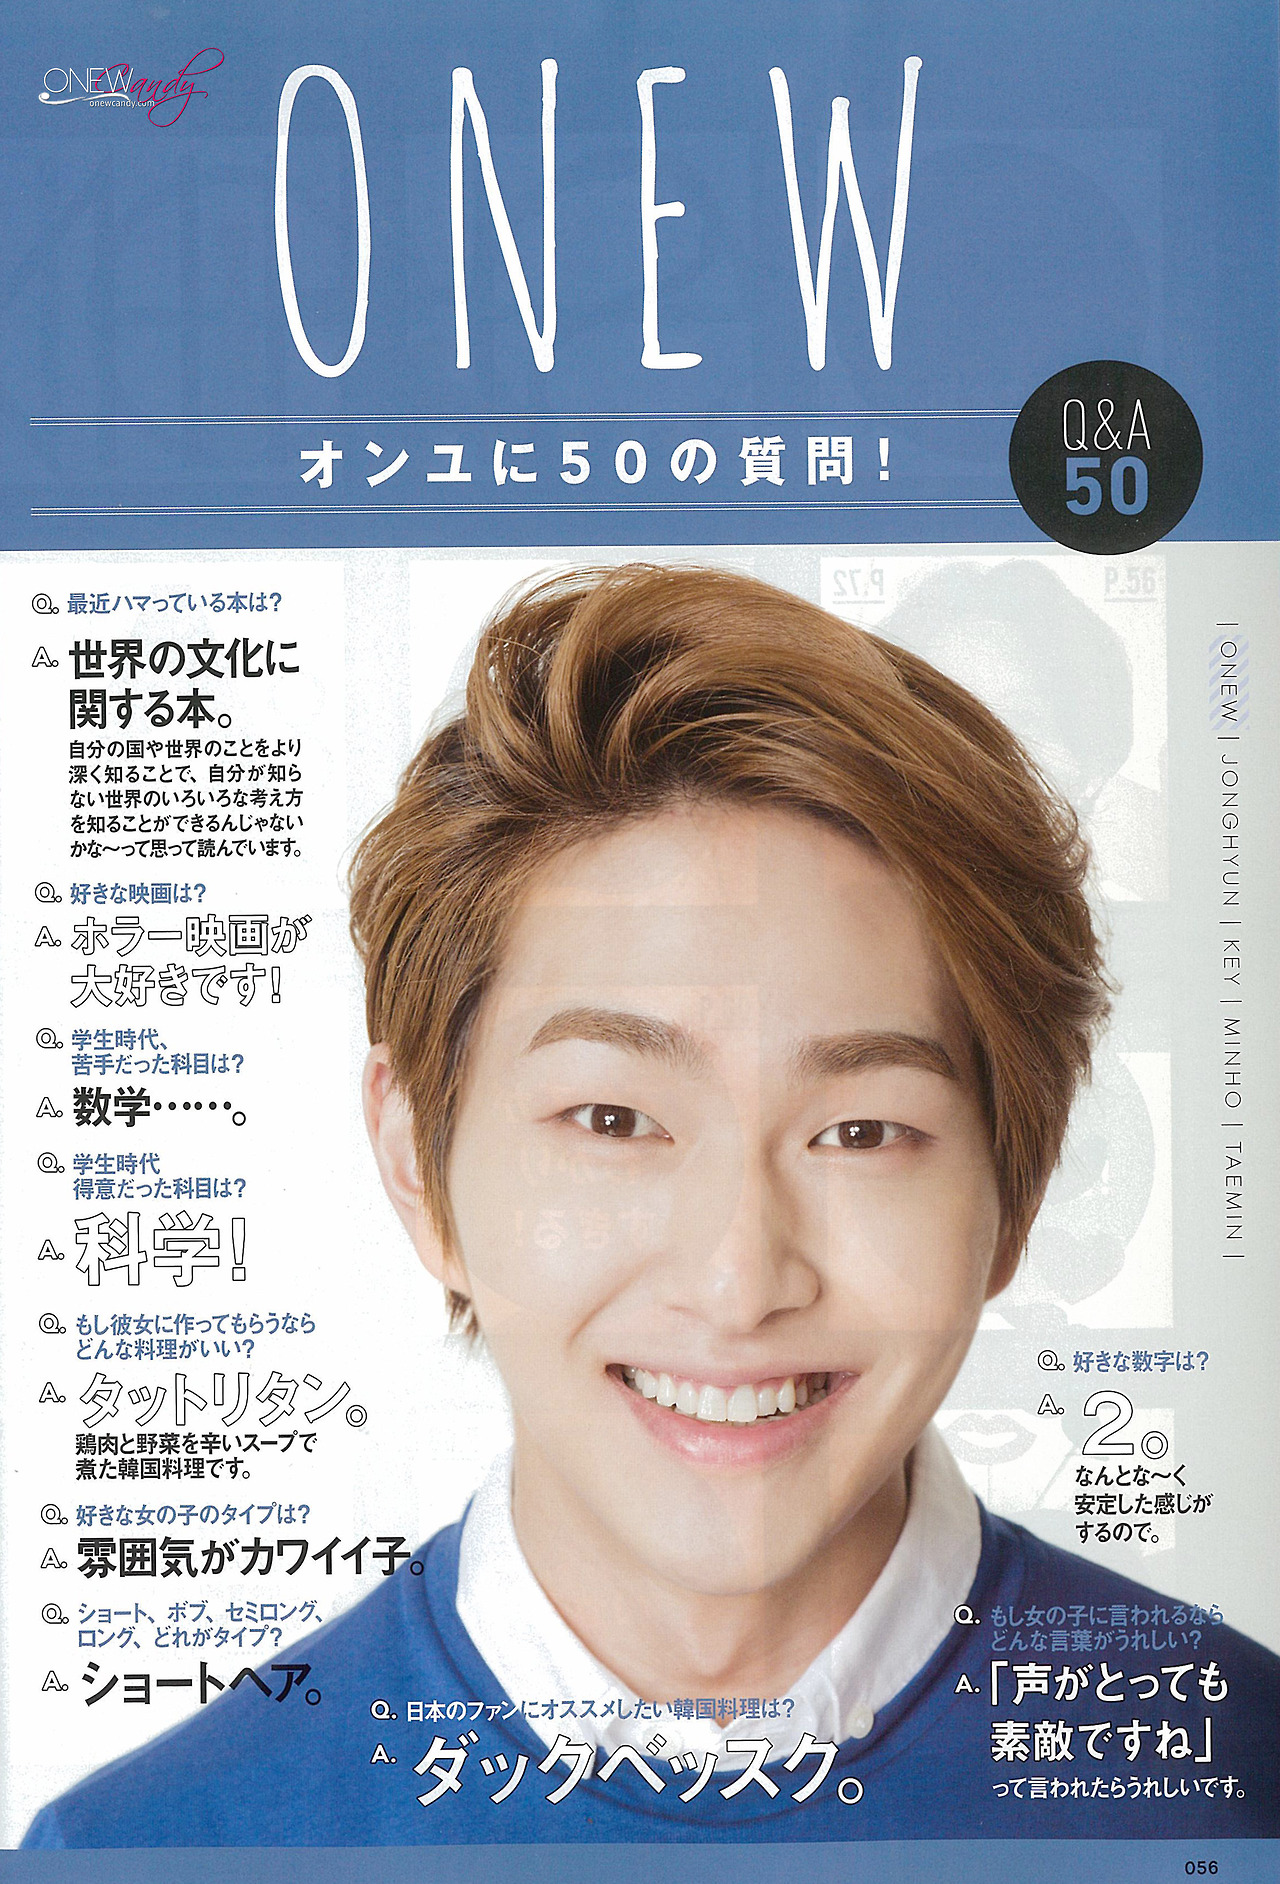 ONEW Candy
onewcandy.com
ONEW
オンユに50の質問!
Q&A
50
Q. 最近ハマっている本は?
A. 世界の文化に
関する本。
自分の国や世界のことをより
深く知ることで、自分が知ら
ない世界のいろいろな考え方
を知ることができるんじゃない
かな〜って思って読んでいます。
Q. 好きな映画は?
A. ホラー映画が
大好きです!
Q. 学生時代、
苦手だった科目は?
A. 数学……。
Q. 学生時代
得意だった科目は?
A. 科学!
Q. もし彼女に作ってもらうなら
どんな料理がいい?
A. タットリタン。
鶏肉と野菜を辛いスープで
煮た韓国料理です。
Q. 好きな女の子のタイプは?
A. 雰囲気がカワイイ子。
Q. ショート、ボブ、セミロング、
ロング、どれがタイプ?
A. ショートヘア。
Q. 日本のファンにオススメしたい韓国料理は?
A. ダックベッスク。
P.72
P.56
| ONEW | JONGHYUN | KEY | MINHO | TAEMIN |
Q. 好きな数字は?
A. 2。
なんとな〜く
安定した感じが
するので。
Q. もし女の子に言われるなら
どんな言葉がうれしい?
A. 「声がとっても
素敵ですね」
って言われたらうれしいです。
056